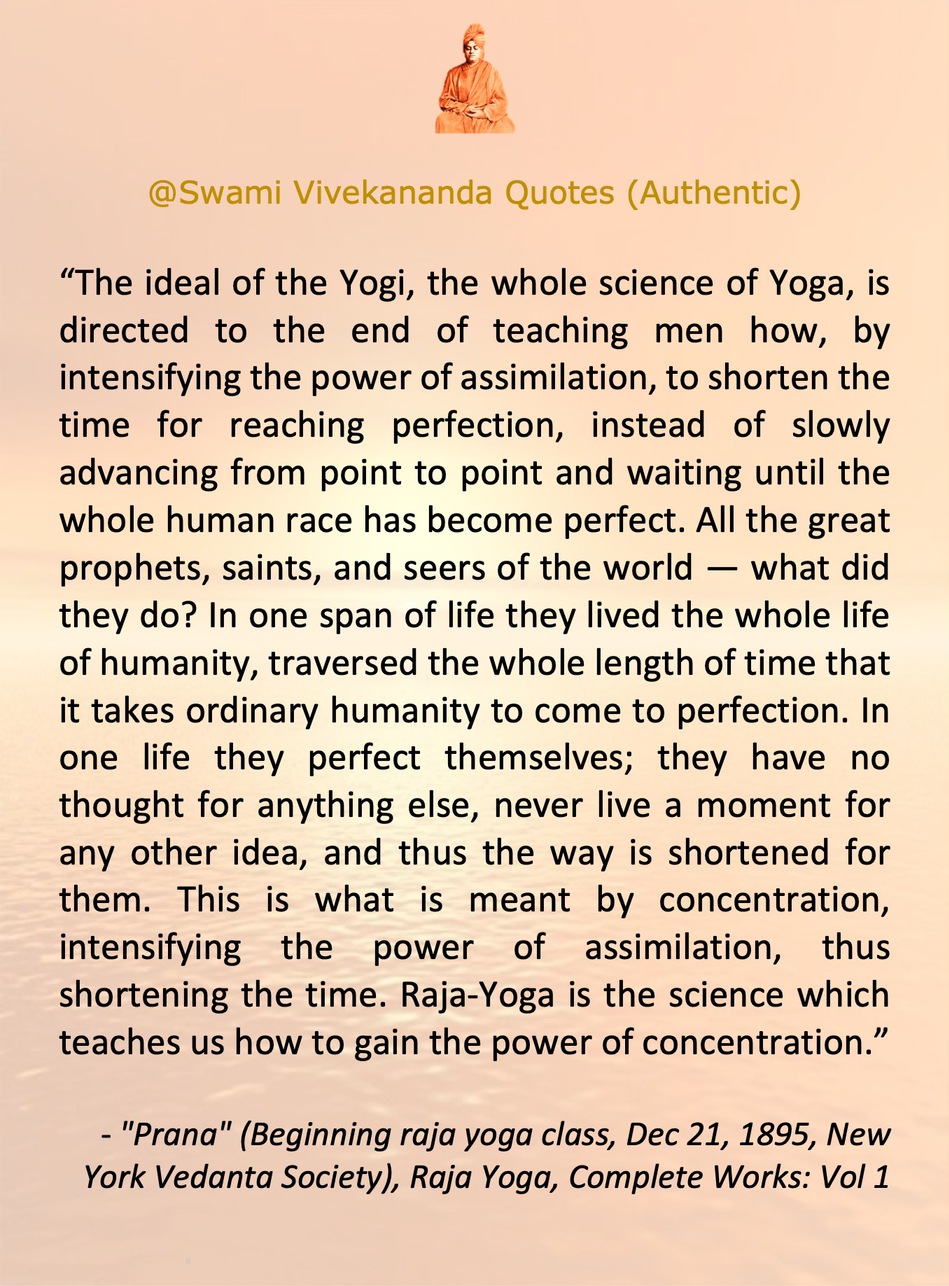 @Swami Vivekananda Quotes (Authentic)
“The ideal of the Yogi, the whole science of Yoga, is
directed to the end of teaching men how, by
intensifying the power of assimilation, to shorten the
time for reaching perfection, instead of slowly
advancing from point to point and waiting until the
whole human race has become perfect. All the great
prophets, saints, and seers of the world — what did
they do? In one span of life they lived the whole life
of humanity, traversed the whole length of time that
it takes ordinary humanity to come to perfection. In
one life they perfect themselves; they have no
thought for anything else, never live a moment for
any other idea, and thus the way is shortened for
them. This is what is meant by concentration,
intensifying the power of assimilation, thus
shortening the time. Raja-Yoga is the science which
teaches us how to gain the power of concentration.”
- "Prana" (Beginning raja yoga class, Dec 21, 1895, New
York Vedanta Society), Raja Yoga, Complete Works: Vol 1